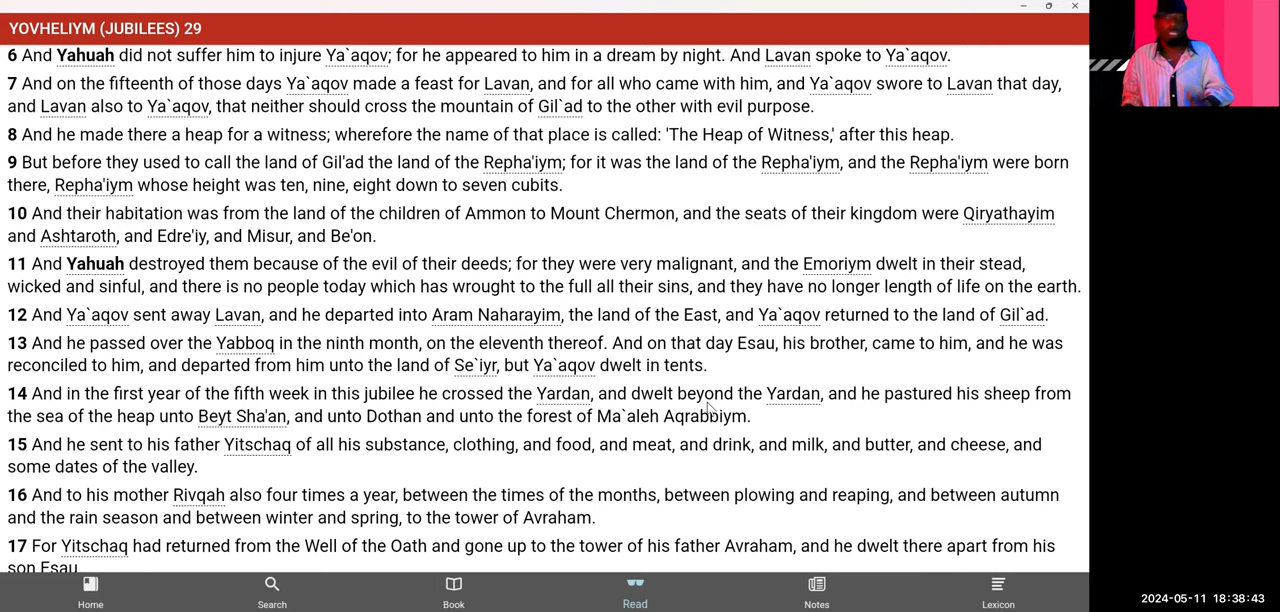 YOVHELIYM (JUBILEES) 29
6 And Yahuah did not suffer him to injure Ya`aqov; for he appeared to him in a dream by night. And Lavan spoke to Ya`aqov.
7 And on the fifteenth of those days Ya`aqov made a feast for Lavan, and for all who came with him, and Ya`aqov swore to Lavan that day,
and Lavan also to Ya`aqov, that neither should cross the mountain of Gil`ad to the other with evil purpose.
8 And he made there a heap for a witness; wherefore the name of that place is called: 'The Heap of Witness,' after this heap.
9 But before they used to call the land of Gil'ad the land of the Repha'iym; for it was the land of the Repha'iym, and the Repha'iym were born
there, Repha'iym whose height was ten, nine, eight down to seven cubits.
10 And their habitation was from the land of the children of Ammon to Mount Chermon, and the seats of their kingdom were Qiryathayim
and Ashtaroth, and Edre'iy, and Misur, and Be'on.
11 And Yahuah destroyed them because of the evil of their deeds; for they were very malignant, and the Emoriym dwelt in their stead,
wicked and sinful, and there is no people today which has wrought to the full all their sins, and they have no longer length of life on the earth.
12 And Ya`aqov sent away Lavan, and he departed into Aram Naharayim, the land of the East, and Ya`aqov returned to the land of Gil`ad.
13 And he passed over the Yabboq in the ninth month, on the eleventh thereof. And on that day Esau, his brother, came to him, and he was
reconciled to him, and departed from him unto the land of Se`iyr, but Ya`aqov dwelt in tents.
14 And in the first year of the fifth week in this jubilee he crossed the Yardan, and dwelt beyond the Yardan, and he pastured his sheep from
the sea of the heap unto Beyt Sha'an, and unto Dothan and unto the forest of Ma`aleh Aqrabbiym.
15 And he sent to his father Yitschaq of all his substance, clothing, and food, and meat, and drink, and milk, and butter, and cheese, and
some dates of the valley.
16 And to his mother Rivqah also four times a year, between the times of the months, between plowing and reaping, and between autumn
and the rain season and between winter and spring, to the tower of Avraham.
17 For Yitschaq had returned from the Well of the Oath and gone up to the tower of his father Avraham, and he dwelt there apart from his
son Esau
Home Search Book Read Notes Lexicon
2024-05-11 18:38:43